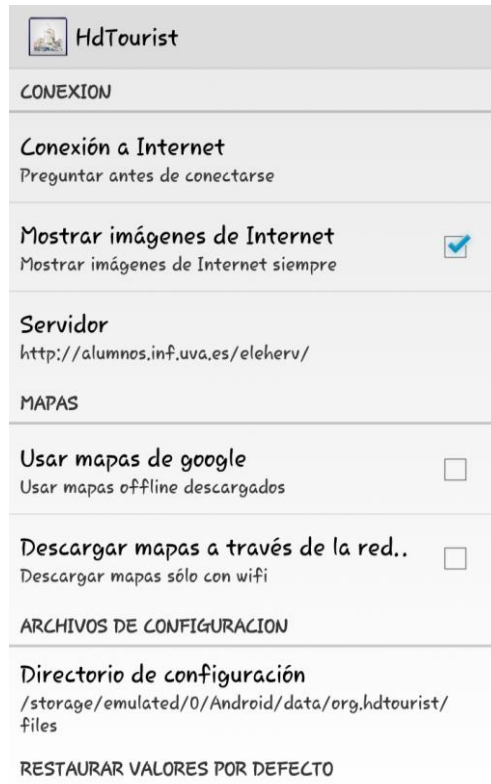 HdTourist
CONEXION
Conexión a Internet
Preguntar antes de conectarse
Mostrar imágenes de Internet
Mostrar imágenes de Internet siempre
Servidor
http://alumnos.inf.uva.es/eleherv/
MAPAS
Usar mapas de google
Usar mapas offline descargados
Descargar mapas a través de la red..
Descargar mapas sólo con wifi
ARCHIVOS DE CONFIGURACION
Directorio de configuración
/storage/emulated/0/Android/data/org.hdtourist/
files
RESTAURAR VALORES POR DEFECTO